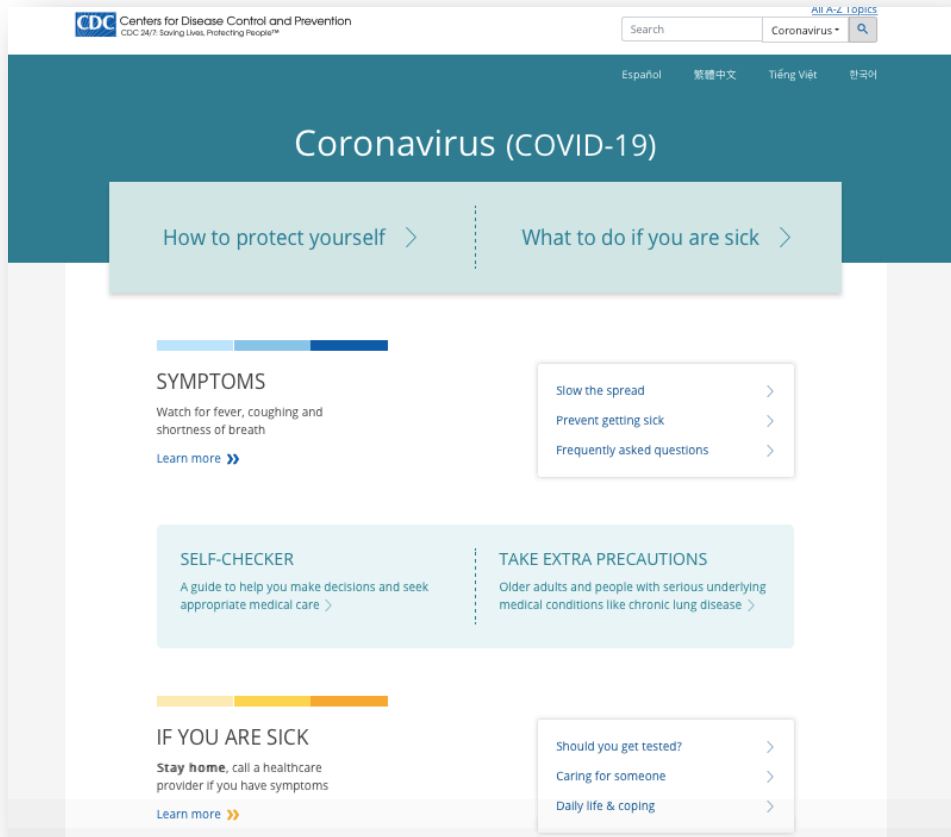 All A-Z Topics
CDC Centers for Disease Control and Prevention
CDC 24/7: Saving Lives, Protecting People™
Search
Coronavirus
Español 繁體中文 Tiếng Việt 한국어
Coronavirus (COVID-19)
How to protect yourself
What to do if you are sick
SYMPTOMS
Watch for fever, coughing and
shortness of breath
Learn more
Slow the spread
Prevent getting sick
Frequently asked questions
SELF-CHECKER
A guide to help you make decisions and seek
appropriate medical care
TAKE EXTRA PRECAUTIONS
Older adults and people with serious underlying
medical conditions like chronic lung disease
IF YOU ARE SICK
Stay home, call a healthcare
provider if you have symptoms
Learn more
Should you get tested?
Caring for someone
Daily life & coping